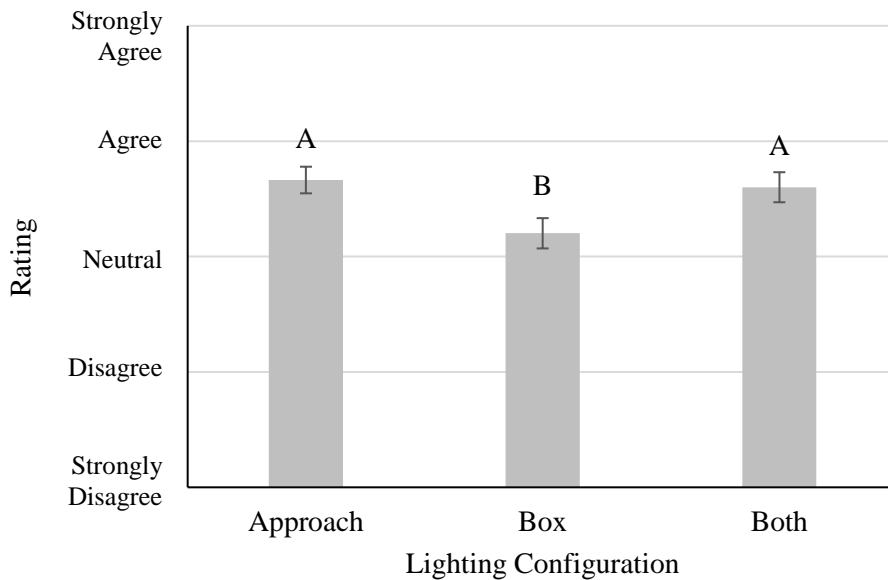 Strongly
Agree
Agree
Neutral
Disagree
Strongly
Disagree
Rating
A
B
A
Approach
Box
Both
Lighting Configuration